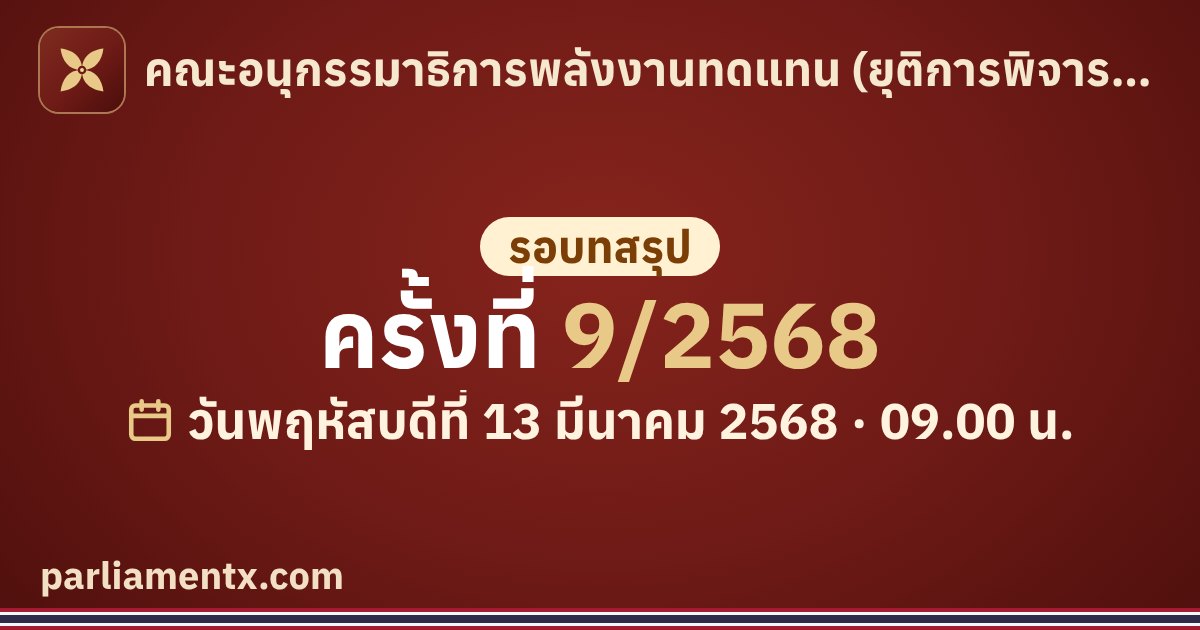 คณะอนุกรรมาธิการพลังงานทดแทน (ยุติการพิจาร...
รอบทสรุป
ครั้งที่ 9/2568
วันพฤหัสบดีที่ 13 มีนาคม 2568 · 09.00 น.
parliamentx.com